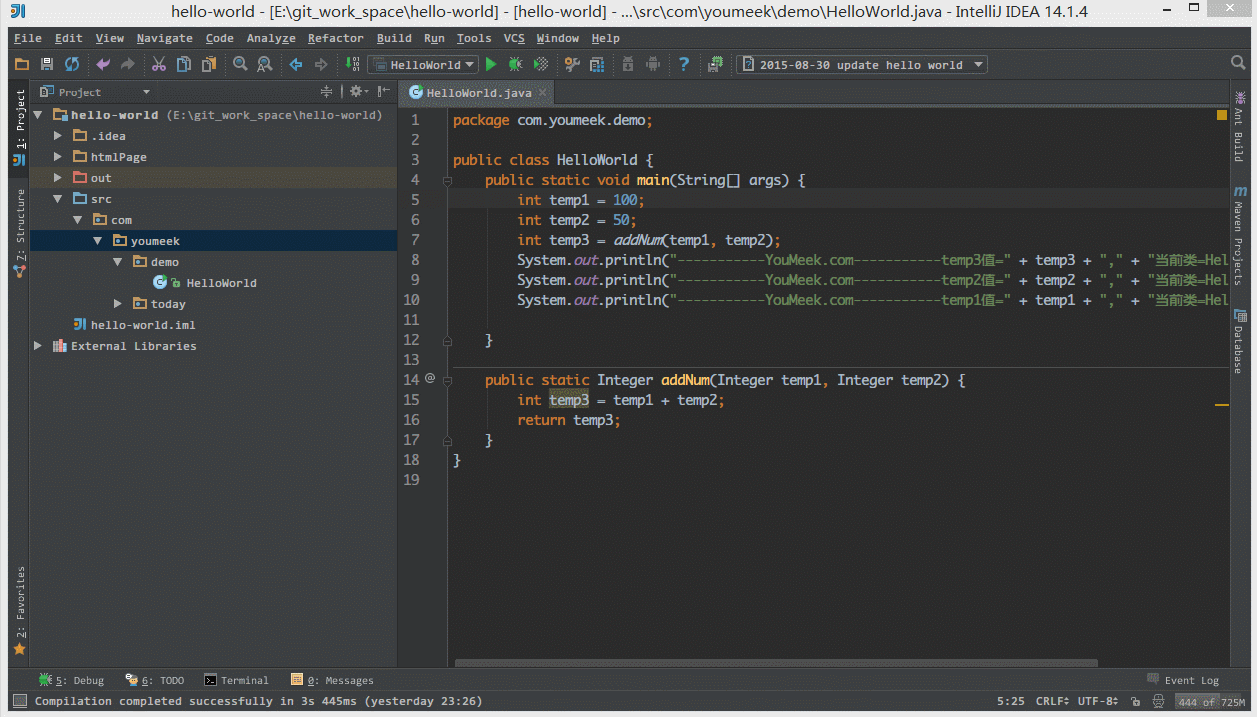 hello-world - [E:\git_work_space\hello-world] - [hello-world] - ...\src\com\youmeek\demo\HelloWorld.java - IntelliJ IDEA 14.1.4
File Edit View Navigate Code Analyze Refactor Build Run Tools VCS Window Help
HelloWorld 2015-08-30 update hello world
1: Project
7: Structure
2: Favorites
Project
hello-world (E:\git_work_space\hello-world)
.idea
htmlPage
out
src
com
youmeek
demo
HelloWorld
today
hello-world.iml
External Libraries
HelloWorld.java
1 package com.youmeek.demo;
2
3 public class HelloWorld {
4 public static void main(String[] args) {
5 int temp1 = 100;
6 int temp2 = 50;
7 int temp3 = addNum(temp1, temp2);
8 System.out.println("-----------YouMeek.com-----------temp3值=" + temp3 + "," + "当前类=Hel
9 System.out.println("-----------YouMeek.com-----------temp2值=" + temp2 + "," + "当前类=Hel
10 System.out.println("-----------YouMeek.com-----------temp1值=" + temp1 + "," + "当前类=Hel
11
12 }
13
14 @ public static Integer addNum(Integer temp1, Integer temp2) {
15 int temp3 = temp1 + temp2;
16 return temp3;
17 }
18 }
19
Ant Build
Maven Projects
Database
5: Debug 6: TODO Terminal 0: Messages Event Log
Compilation completed successfully in 3s 445ms (yesterday 23:26) 5:25 CRLF UTF-8 444 of 725M